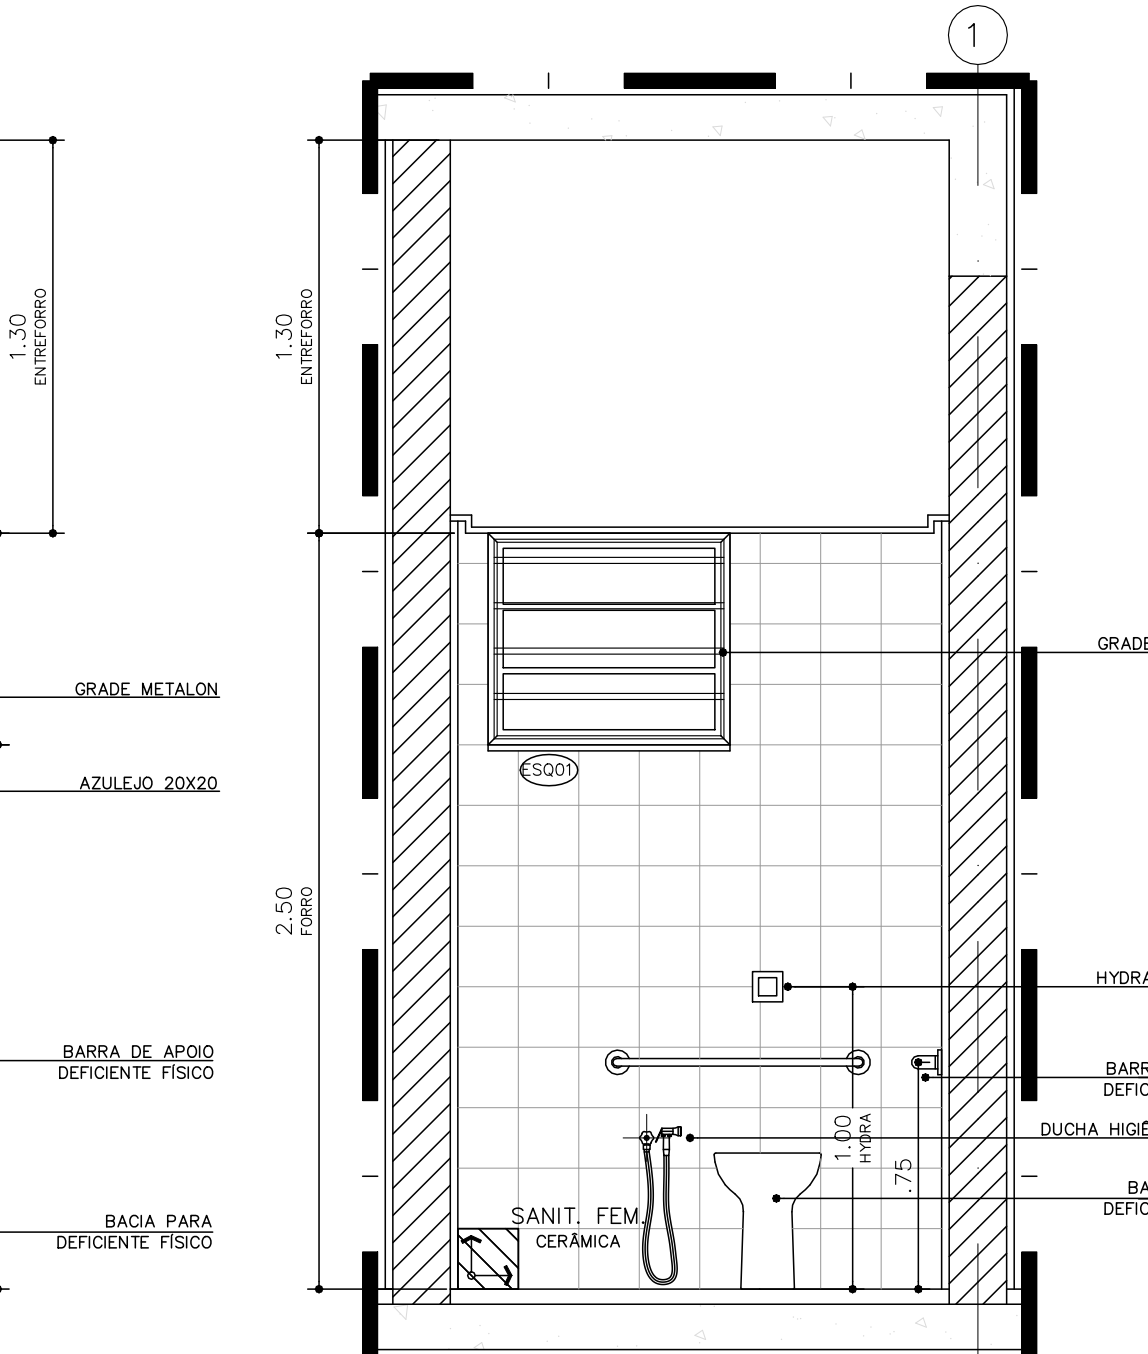 1
1.30
ENTREFORRO
1.30
ENTREFORRO
GRADE
GRADE METALON
ESQ01
AZULEJO 20X20
2.50
FORRO
HYDRA
BARRA DE APOIO
DEFICIENTE FÍSICO
BARR
DEFIC
1.00
HYDRA
DUCHA HIGIÊ
.75
BA
DEFIC
BACIA PARA
DEFICIENTE FÍSICO
SANIT. FEM.
CERÂMICA